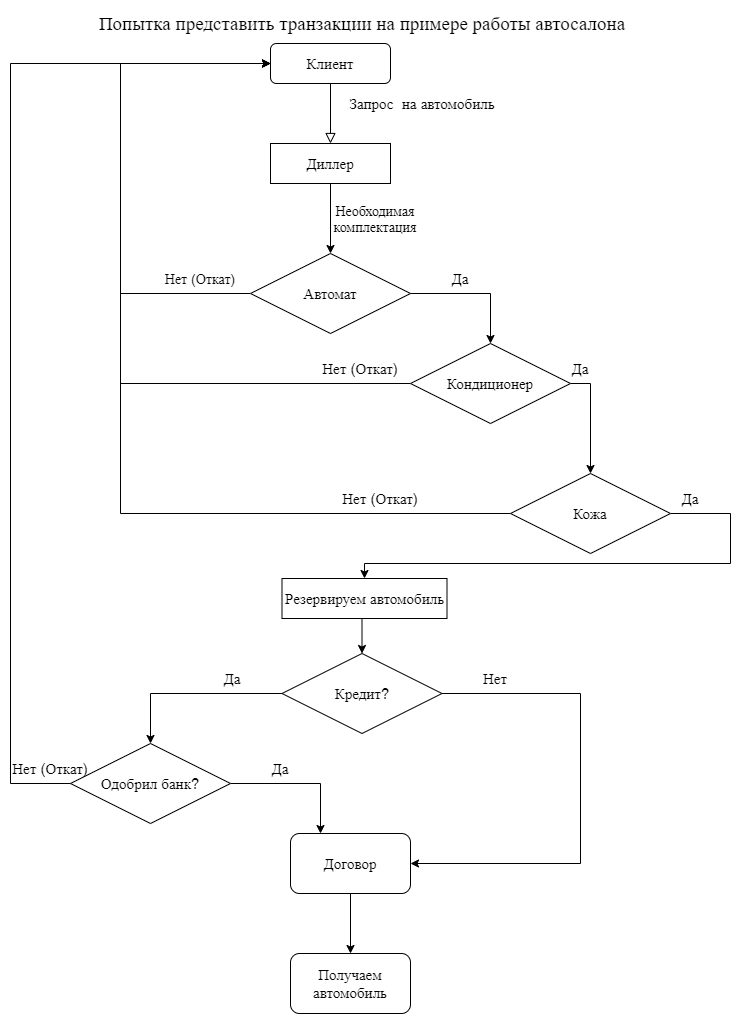 Попытка представить транзакции на примере работы автосалона
Клиент
Запрос на автомобиль
Диллер
Необходимая
комплектация
Нет (Откат)
Автомат
Да
Нет (Откат)
Кондиционер
Да
Нет (Откат)
Кожа
Да
Резервируем автомобиль
Да
Кредит?
Нет
Нет (Откат)
Одобрил банк?
Да
Договор
Получаем
автомобиль